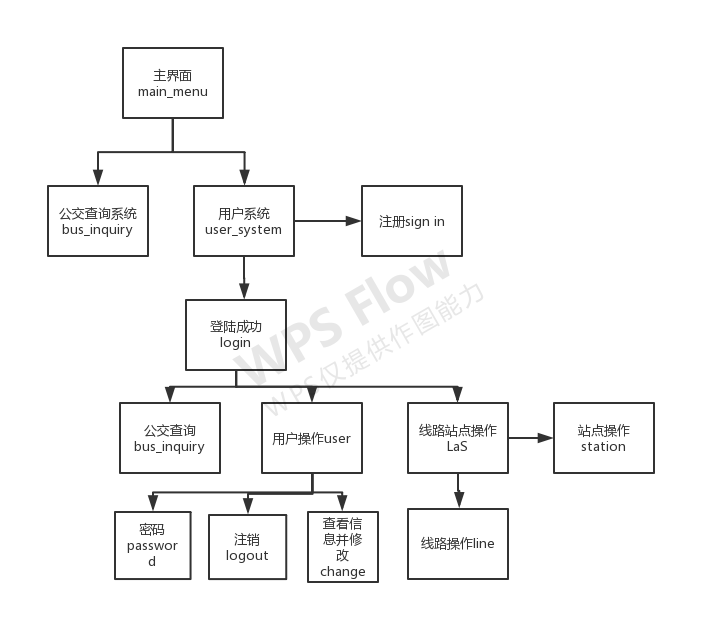 主界面
main_menu
公交查询系统
bus_inquiry
用户系统
user_system
注册sign in
登陆成功
login
WPS Flow
WPS仅提供作图能力
公交查询
bus_inquiry
用户操作user
线路站点操作
LaS
站点操作
station
密码
passwor
d
注销
logout
查看信
息并修
改
change
线路操作line